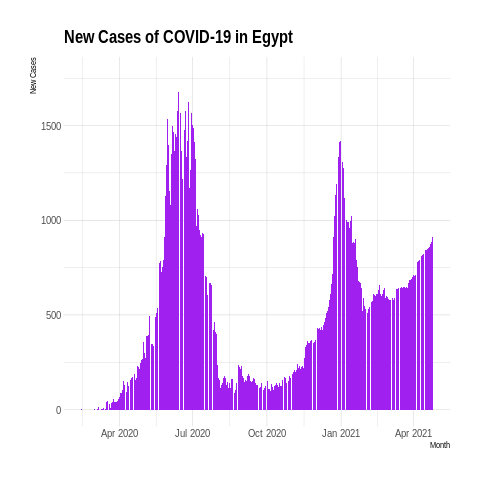 New Cases of COVID-19 in Egypt
New Cases
1500
1000
500
0
Apr 2020 Jul 2020 Oct 2020 Jan 2021 Apr 2021
Month